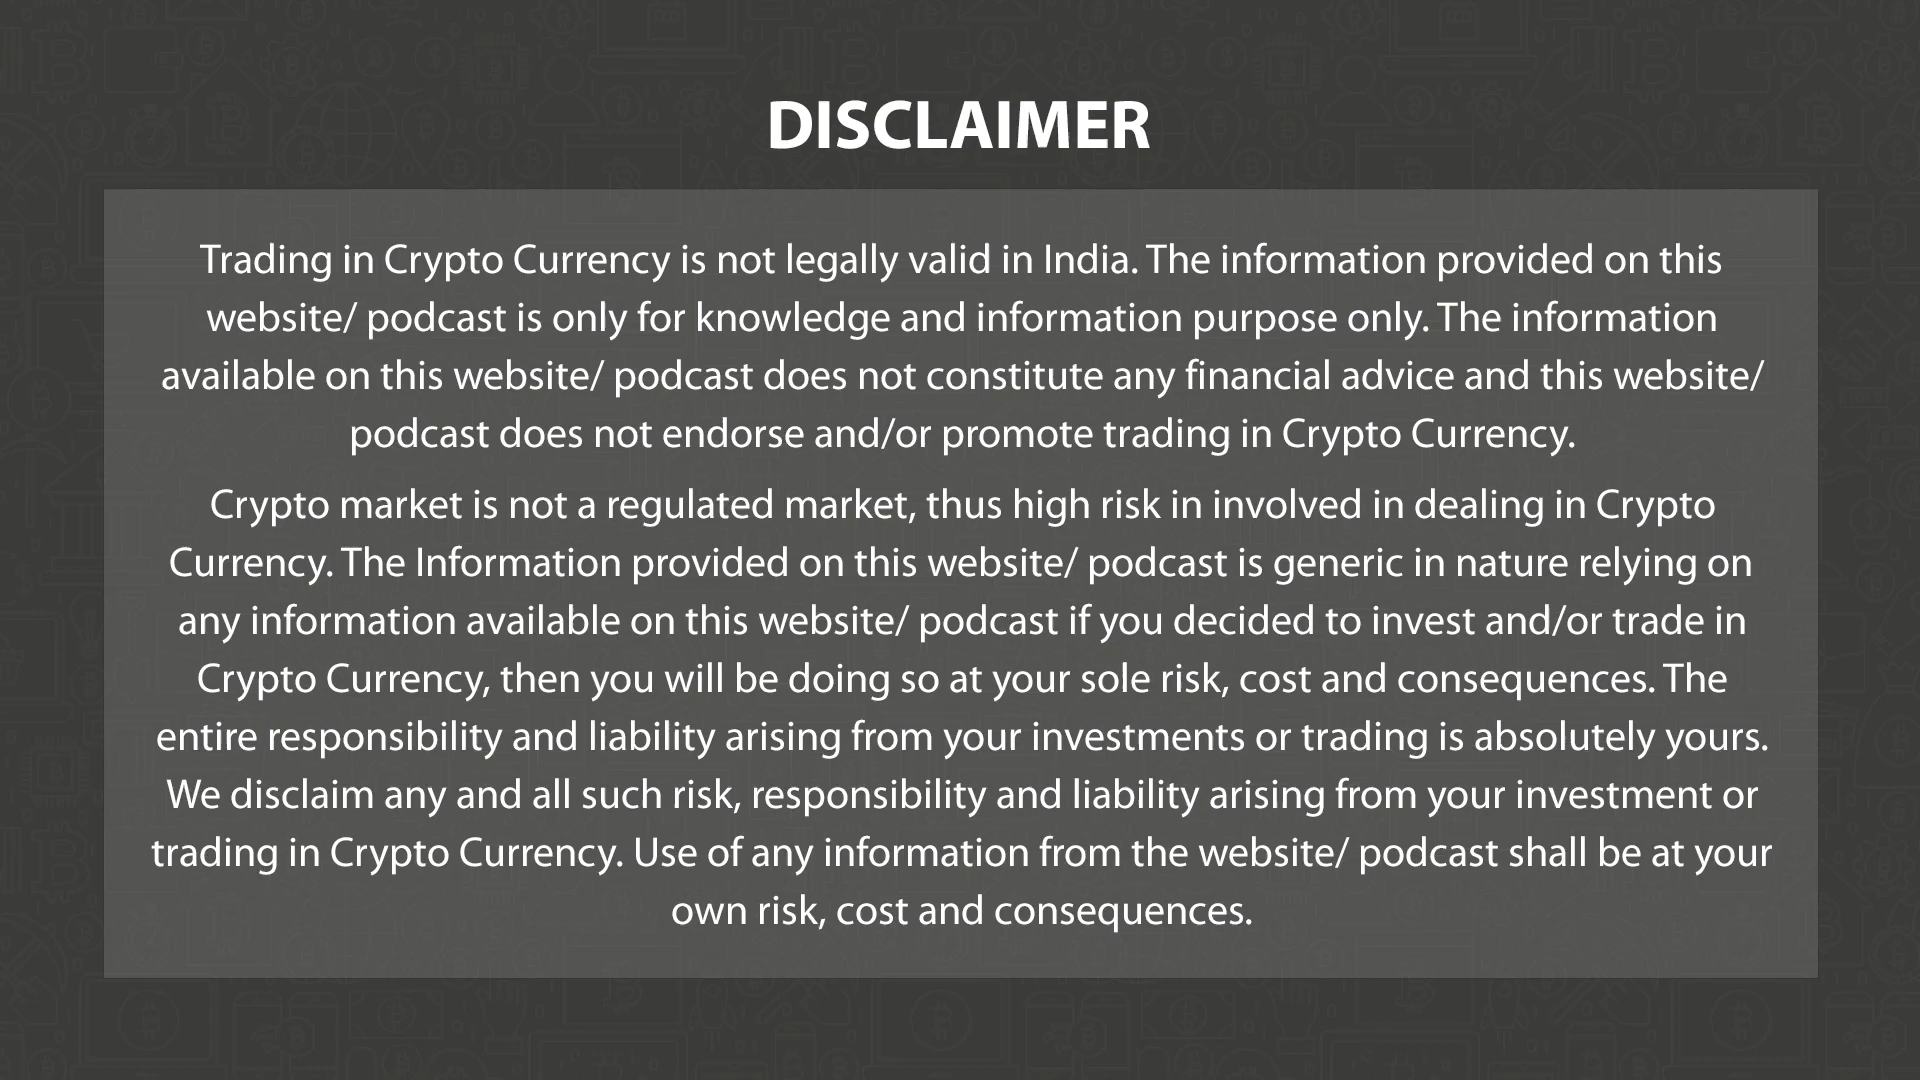 DISCLAIMER
Trading in Crypto Currency is not legally valid in India. The information provided on this
website/ podcast is only for knowledge and information purpose only. The information
available on this website/ podcast does not constitute any financial advice and this website/
podcast does not endorse and/or promote trading in Crypto Currency.
Crypto market is not a regulated market, thus high risk in involved in dealing in Crypto
Currency. The Information provided on this website/ podcast is generic in nature relying on
any information available on this website/ podcast if you decided to invest and/or trade in
Crypto Currency, then you will be doing so at your sole risk, cost and consequences. The
entire responsibility and liability arising from your investments or trading is absolutely yours.
We disclaim any and all such risk, responsibility and liability arising from your investment or
trading in Crypto Currency. Use of any information from the website/ podcast shall be at your
own risk, cost and consequences.